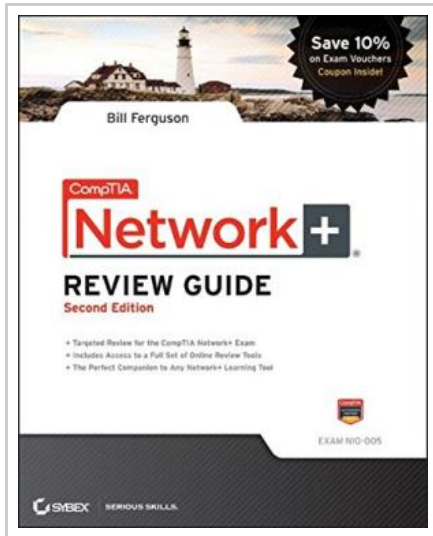 Save 10%
on Exam Vouchers
Coupon Inside!
Bill Ferguson
CompTIA
Network+
REVIEW GUIDE
Second Edition
+ Targeted Review for the CompTIA Network+ Exam
+ Includes Access to a Full Set of Online Review Tools
+ The Perfect Companion to Any Network+ Learning Tool
CompTIA
EXAM N10-005
SYBEX SERIOUS SKILLS.